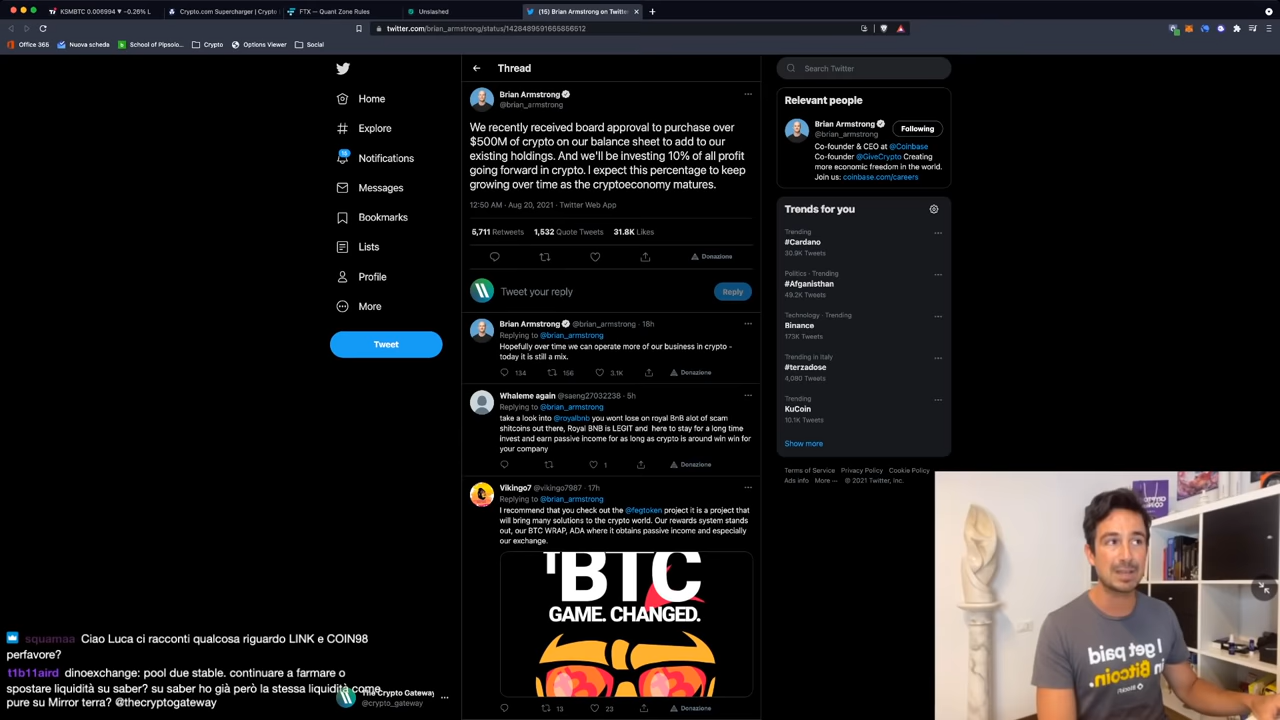 KSMBTC 0.006994 ▾ −0.26% L
Crypto.com Supercharger | Crypto
FTX — Quant Zone Rules
Unslashed
(15) Brian Armstrong on Twitter
twitter.com/brian_armstrong/status/1428489591665856512
Office 365
Nuova scheda
School of Pipsolo...
Crypto
Options Viewer
Social
Home
Explore
Notifications
Messages
Bookmarks
Lists
Profile
More
Tweet
Thread
Brian Armstrong
@brian_armstrong
We recently received board approval to purchase over
$500M of crypto on our balance sheet to add to our
existing holdings. And we'll be investing 10% of all profit
going forward in crypto. I expect this percentage to keep
growing over time as the cryptoeconomy matures.
12:50 AM · Aug 20, 2021 · Twitter Web App
5,711 Retweets 1,532 Quote Tweets 31.8K Likes
Donazione
Tweet your reply
Reply
Brian Armstrong @brian_armstrong · 18h
Replying to @brian_armstrong
Hopefully over time we can operate more of our business in crypto -
today it is still a mix.
134 156 3.1K Donazione
Whaleme again @saeng27032238 · 5h
Replying to @brian_armstrong
take a look into @royalbnb you wont lose on royal BnB alot of scam
shitcoins out there, Royal BNB is LEGIT and here to stay for a long time
invest and earn passive income for as long as crypto is around win win for
your company
1 Donazione
Vikingo7 @vikingo7987 · 17h
Replying to @brian_armstrong
I recommend that you check out the @fegtoken project it is a project that
will bring many solutions to the crypto world. Our rewards system stands
out, our BTC WRAP, ADA where it obtains passive income and especially
our exchange.
BTC
GAME. CHANGED.
13 23 Donazione
Search Twitter
Relevant people
Brian Armstrong
@brian_armstrong
Following
Co-founder & CEO at @Coinbase
Co-founder @GiveCrypto Creating
more economic freedom in the world.
Join us: coinbase.com/careers
Trends for you
Trending
#Cardano
30.9K Tweets
Politics · Trending
#Afganisthan
49.2K Tweets
Technology · Trending
Binance
173K Tweets
Trending in Italy
#terzadose
4,080 Tweets
Trending
KuCoin
10.1K Tweets
Show more
Terms of Service Privacy Policy Cookie Policy
Ads info More ··· © 2021 Twitter, Inc.
I get paid
in Bitcoin.
squamaa Ciao Luca ci racconti qualcosa riguardo LINK e COIN98
perfavore?
t1b11aird dinoexchange: pool due stable. continuare a farmare o
spostare liquidità su saber? su saber ho già però la stessa liquidità come
pure su Mirror terra? @thecryptogateway
The Crypto Gateway
@crypto_gateway